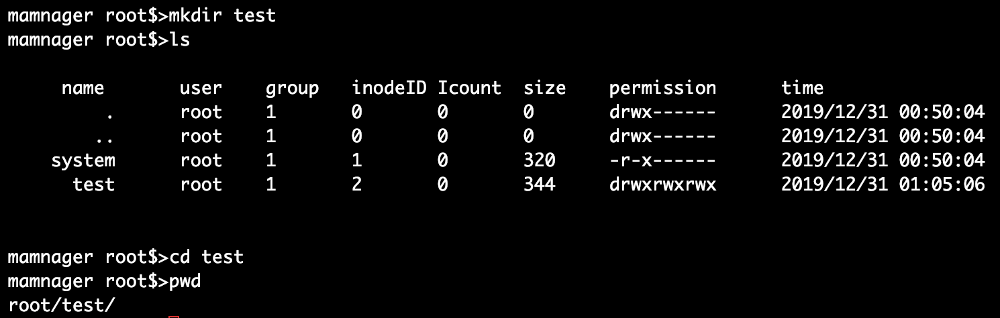 mamnager root$>mkdir test
mamnager root$>ls
name user group inodeID Icount size permission time
. root 1 0 0 0 drwx------ 2019/12/31 00:50:04
.. root 1 0 0 0 drwx------ 2019/12/31 00:50:04
system root 1 1 0 320 -r-x------ 2019/12/31 00:50:04
test root 1 2 0 344 drwxrwxrwx 2019/12/31 01:05:06
mamnager root$>cd test
mamnager root$>pwd
root/test/